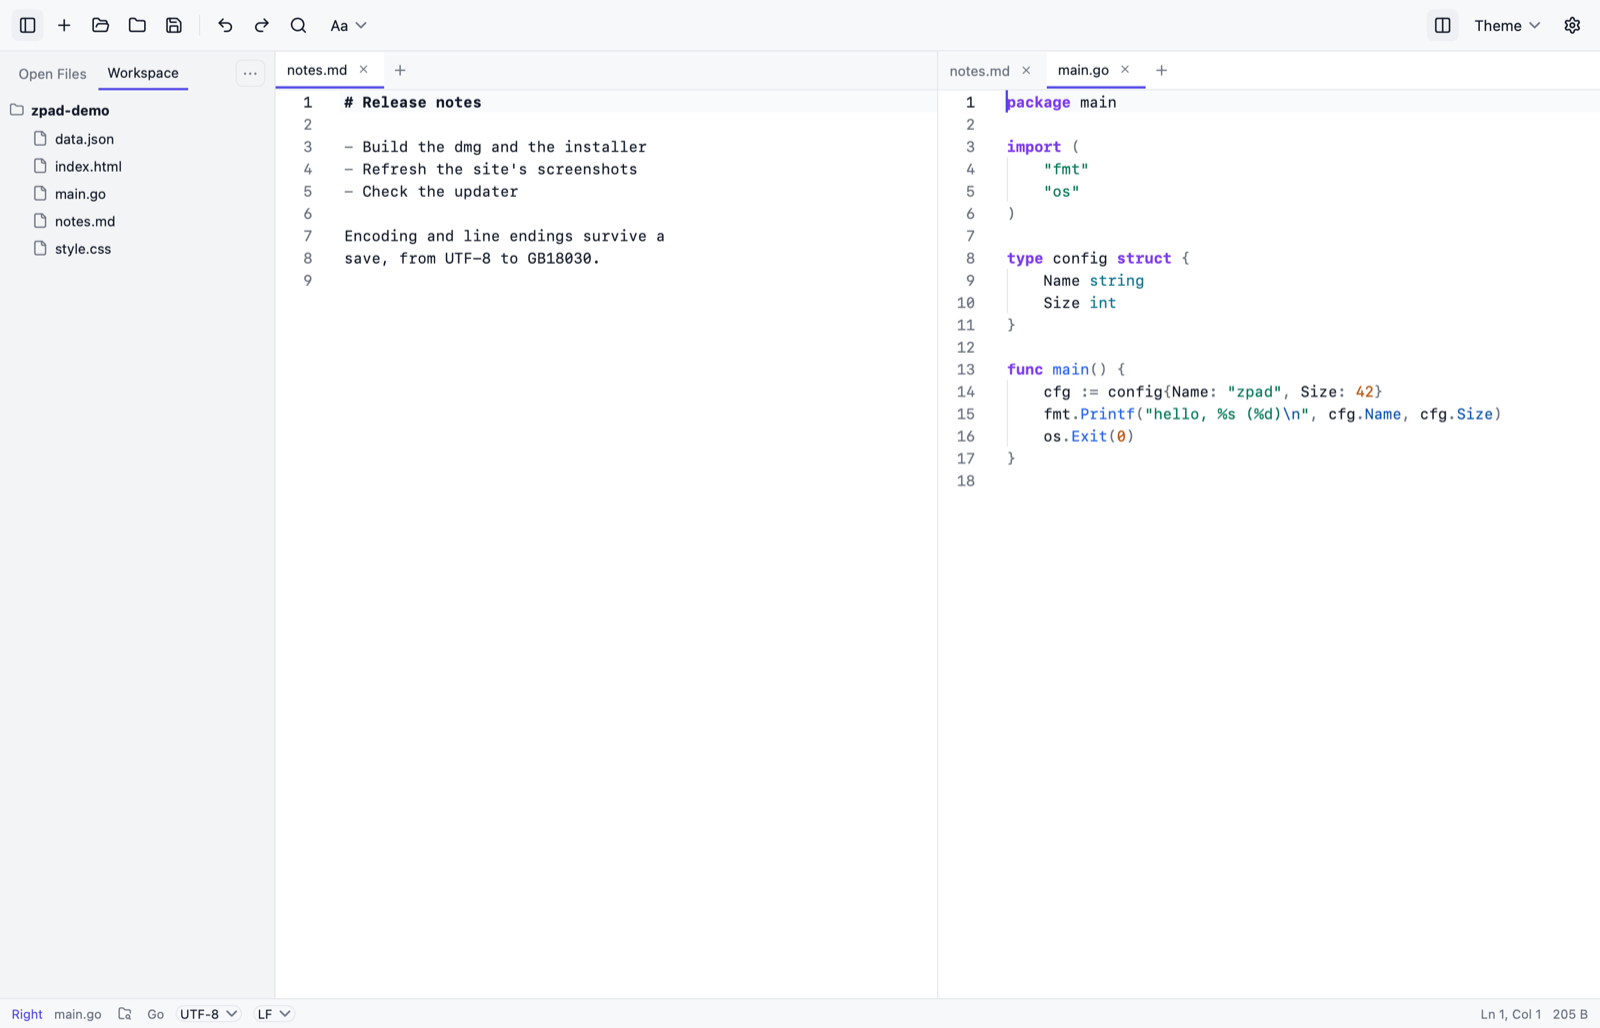 Aa
Theme
Open Files
Workspace
zpad-demo
data.json
index.html
main.go
notes.md
style.css
notes.md
1 # Release notes
2
3 - Build the dmg and the installer
4 - Refresh the site's screenshots
5 - Check the updater
6
7 Encoding and line endings survive a
8 save, from UTF-8 to GB18030.
9
notes.md
main.go
1 package main
2
3 import (
4     "fmt"
5     "os"
6 )
7
8 type config struct {
9     Name string
10     Size int
11 }
12
13 func main() {
14     cfg := config{Name: "zpad", Size: 42}
15     fmt.Printf("hello, %s (%d)\n", cfg.Name, cfg.Size)
16     os.Exit(0)
17 }
18
Right main.go Go UTF-8 LF
Ln 1, Col 1 205 B